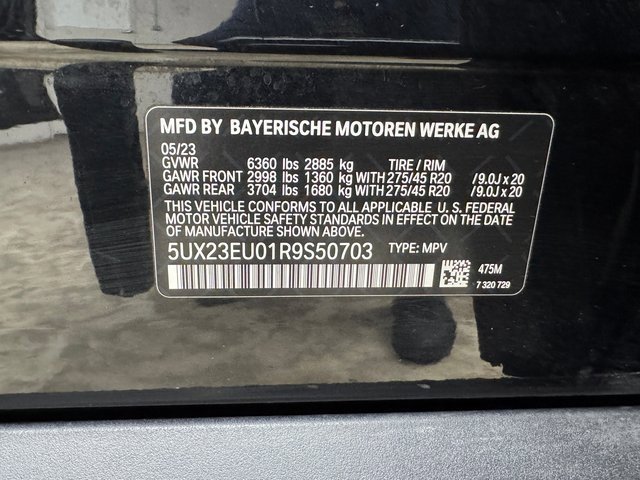 MFD BY BAYERISCHE MOTOREN WERKE AG
05/23
GVWR 6360 lbs 2885 kg TIRE / RIM
GAWR FRONT 2998 lbs 1360 kg WITH 275/45 R20 /9.0J x 20
GAWR REAR 3704 lbs 1680 kg WITH 275/45 R20 /9.0J x 20
THIS VEHICLE CONFORMS TO ALL APPLICABLE U. S. FEDERAL
MOTOR VEHICLE SAFETY STANDARDS IN EFFECT ON THE DATE
OF MANUFACTURE SHOWN ABOVE.
5UX23EU01R9S50703 TYPE: MPV
475M
7 320 729